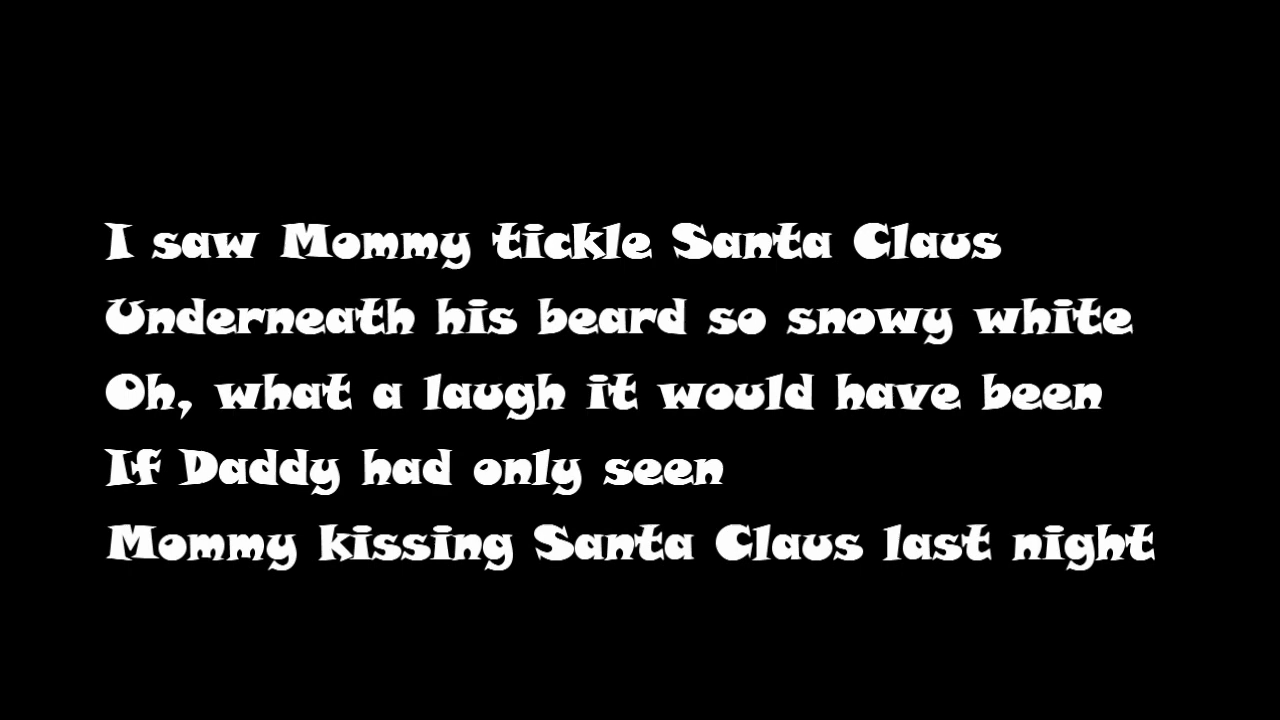 I saw Mommy tickle Santa Claus
Underneath his beard so snowy white
Oh, what a laugh it would have been
If Daddy had only seen
Mommy kissing Santa Claus last night